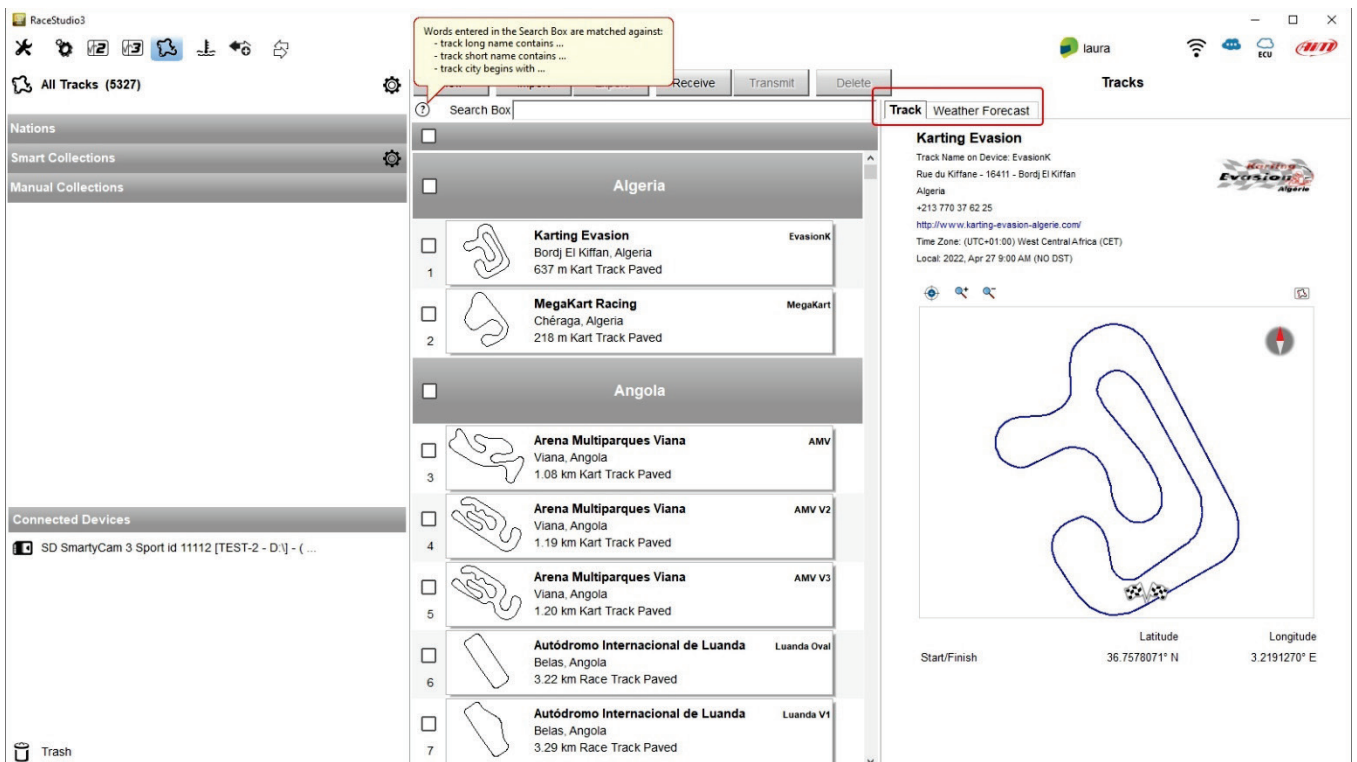 RaceStudio3
Words entered in the Search Box are matched against:
- track long name contains ...
- track short name contains ...
- track city begins with ...
laura
ECU
All Tracks (5327)
Receive
Transmit
Delete
Tracks
? Search Box
Track
Weather Forecast
Nations
Smart Collections
Manual Collections
Connected Devices
SD SmartyCam 3 Sport id 11112 [TEST-2 - D:\] - ( ...
Trash
Algeria
Karting Evasion EvasionK
Bordj El Kiffan, Algeria
637 m Kart Track Paved
1
MegaKart Racing MegaKart
Chéraga, Algeria
218 m Kart Track Paved
2
Angola
Arena Multiparques Viana AMV
Viana, Angola
1.08 km Kart Track Paved
3
Arena Multiparques Viana AMV V2
Viana, Angola
1.19 km Kart Track Paved
4
Arena Multiparques Viana AMV V3
Viana, Angola
1.20 km Kart Track Paved
5
Autódromo Internacional de Luanda Luanda Oval
Belas, Angola
3.22 km Race Track Paved
6
Autódromo Internacional de Luanda Luanda V1
Belas, Angola
3.29 km Race Track Paved
7
Karting Evasion
Track Name on Device: EvasionK
Rue du Kiffane - 16411 - Bordj El Kiffan
Algeria
+213 770 37 62 25
http://www.karting-evasion-algerie.com/
Time Zone: (UTC+01:00) West Central Africa (CET)
Local: 2022, Apr 27 9:00 AM (NO DST)
Karting
Evasion
Algérie
Latitude Longitude
Start/Finish 36.7578071° N 3.2191270° E